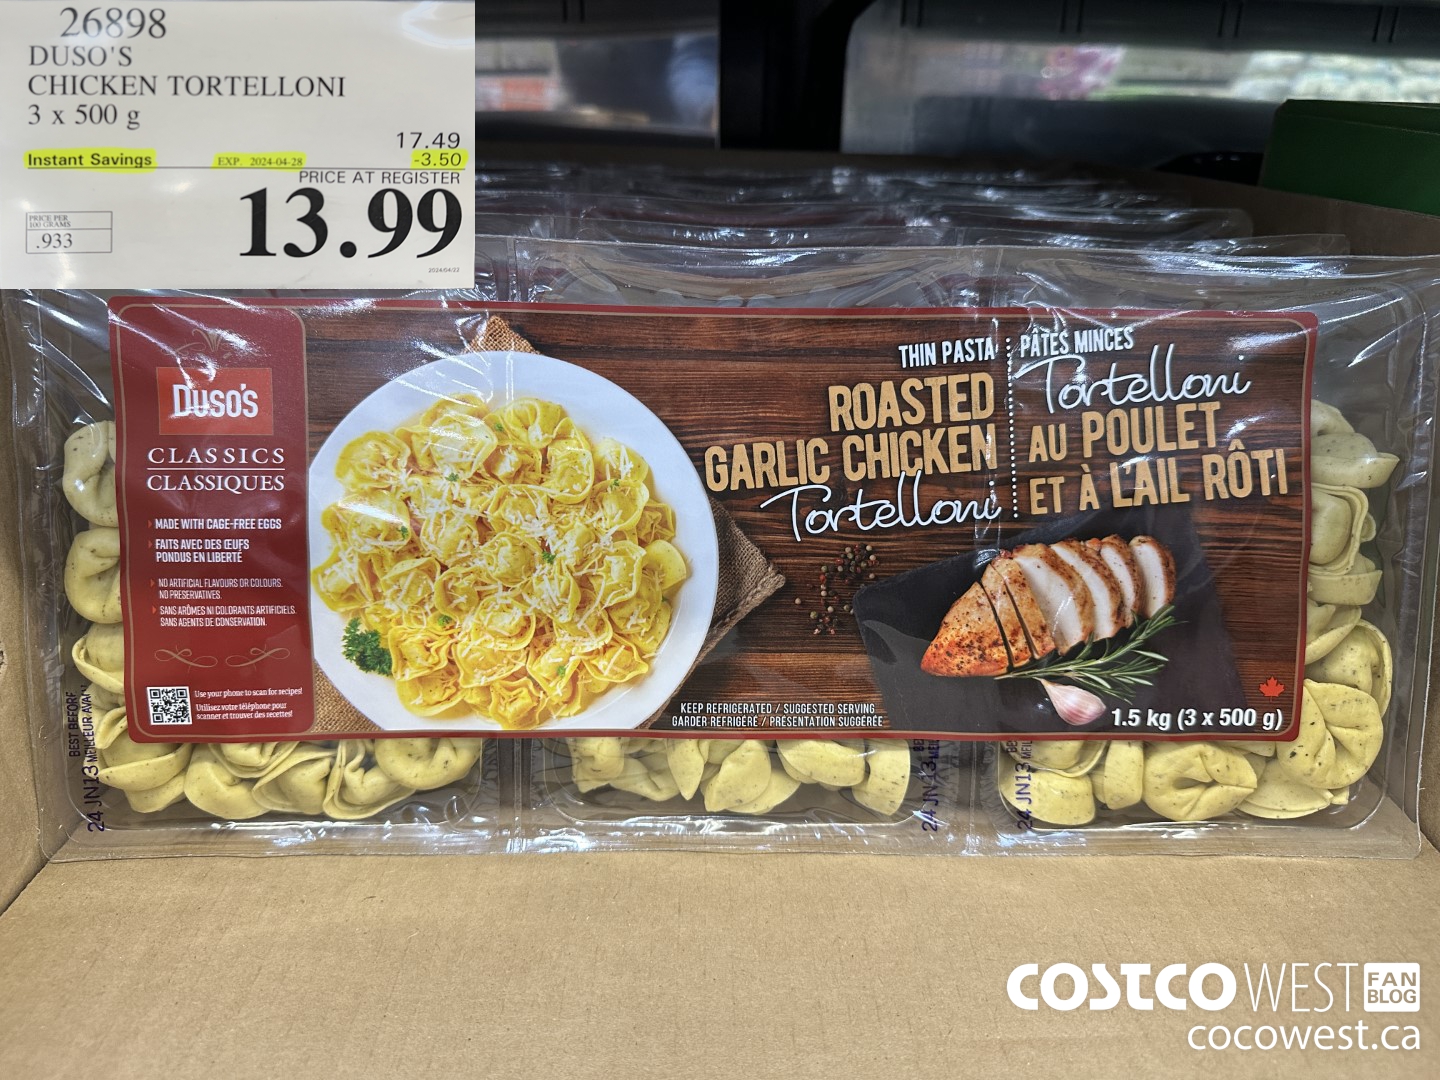 26898
DUSO'S
CHICKEN TORTELLONI
3 x 500 g
17.49
Instant Savings EXP. 2024-04-28 -3.50
PRICE AT REGISTER
13.99
PRICE PER
100 GRAMS
.933
2024/04/22
Duso's
CLASSICS
CLASSIQUES
MADE WITH CAGE-FREE EGGS
FAITS AVEC DES ŒUFS
PONDUS EN LIBERTÉ
NO ARTIFICIAL FLAVOURS OR COLOURS.
NO PRESERVATIVES.
SANS ARÔMES NI COLORANTS ARTIFICIELS.
SANS AGENTS DE CONSERVATION.
Use your phone to scan for recipes!
Utilisez votre téléphone pour
scanner et trouver des recettes!
THIN PASTA
ROASTED
GARLIC CHICKEN
Tortelloni
PÂTES MINCES
Tortelloni
AU POULET
ET À L'AIL RÔTI
KEEP REFRIGERATED / SUGGESTED SERVING
GARDER RÉFRIGÉRÉ / PRÉSENTATION SUGGÉRÉE
1.5 kg (3 x 500 g)
BEST BEFORE
MEILLEUR AVANT
24 JN 13
24 JN 13
24 JN 13
COSTCO WEST FAN
BLOG
cocowest.ca